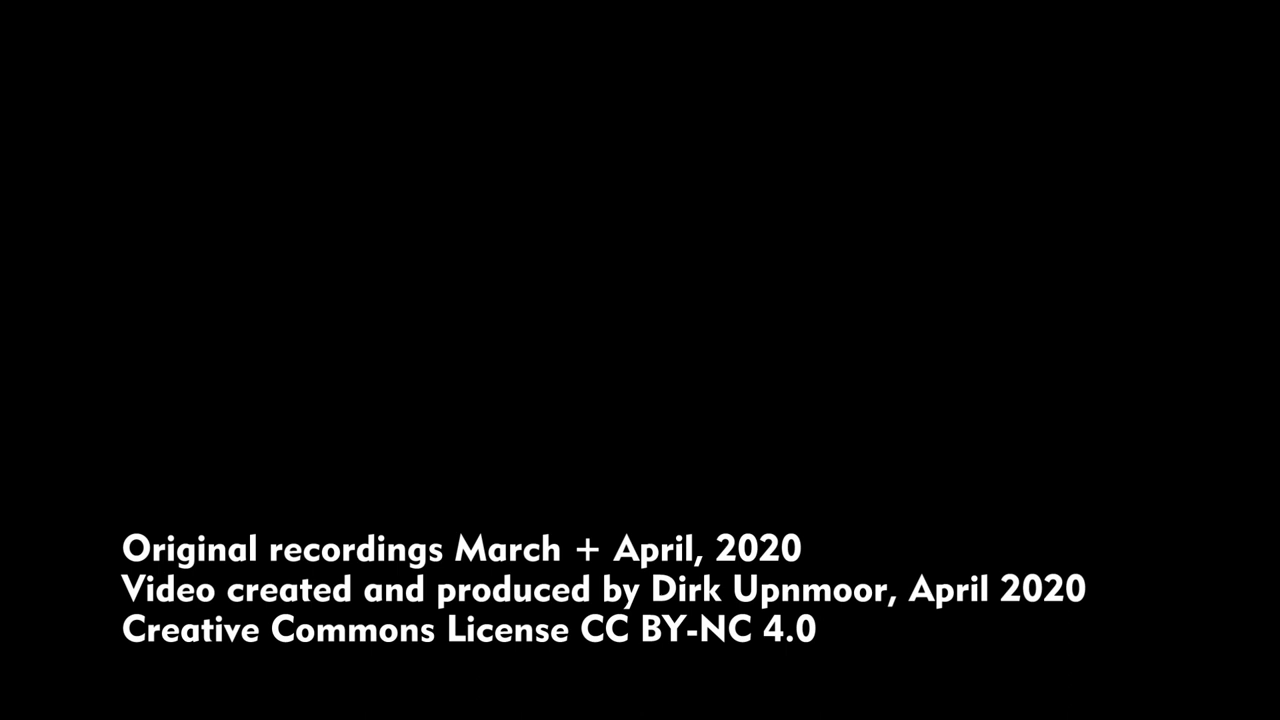 Original recordings March + April, 2020
Video created and produced by Dirk Upnmoor, April 2020
Creative Commons License CC BY-NC 4.0